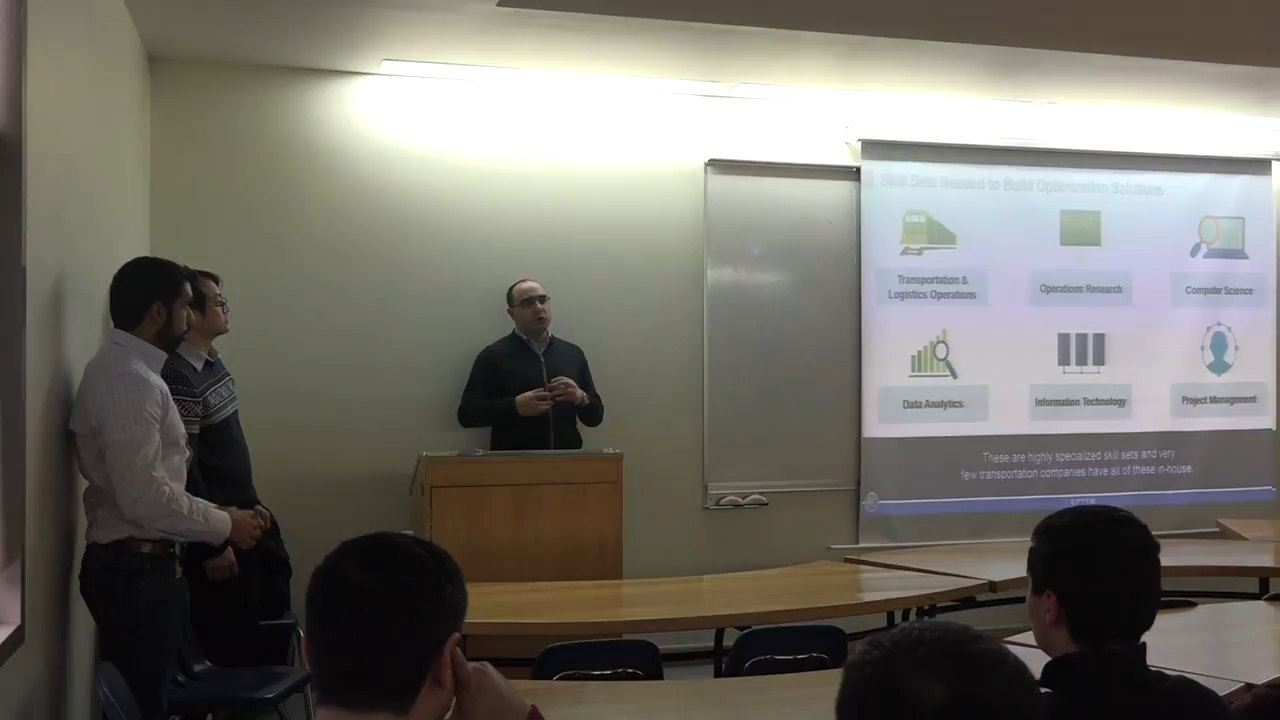 Skill Sets Needed to Build Optimization Solutions
Transportation &
Logistics Operations
Operations Research
Computer Science
Data Analytics
Information Technology
Project Management
These are highly specialized skill sets and very
few transportation companies have all of these in-house.
OPTYM